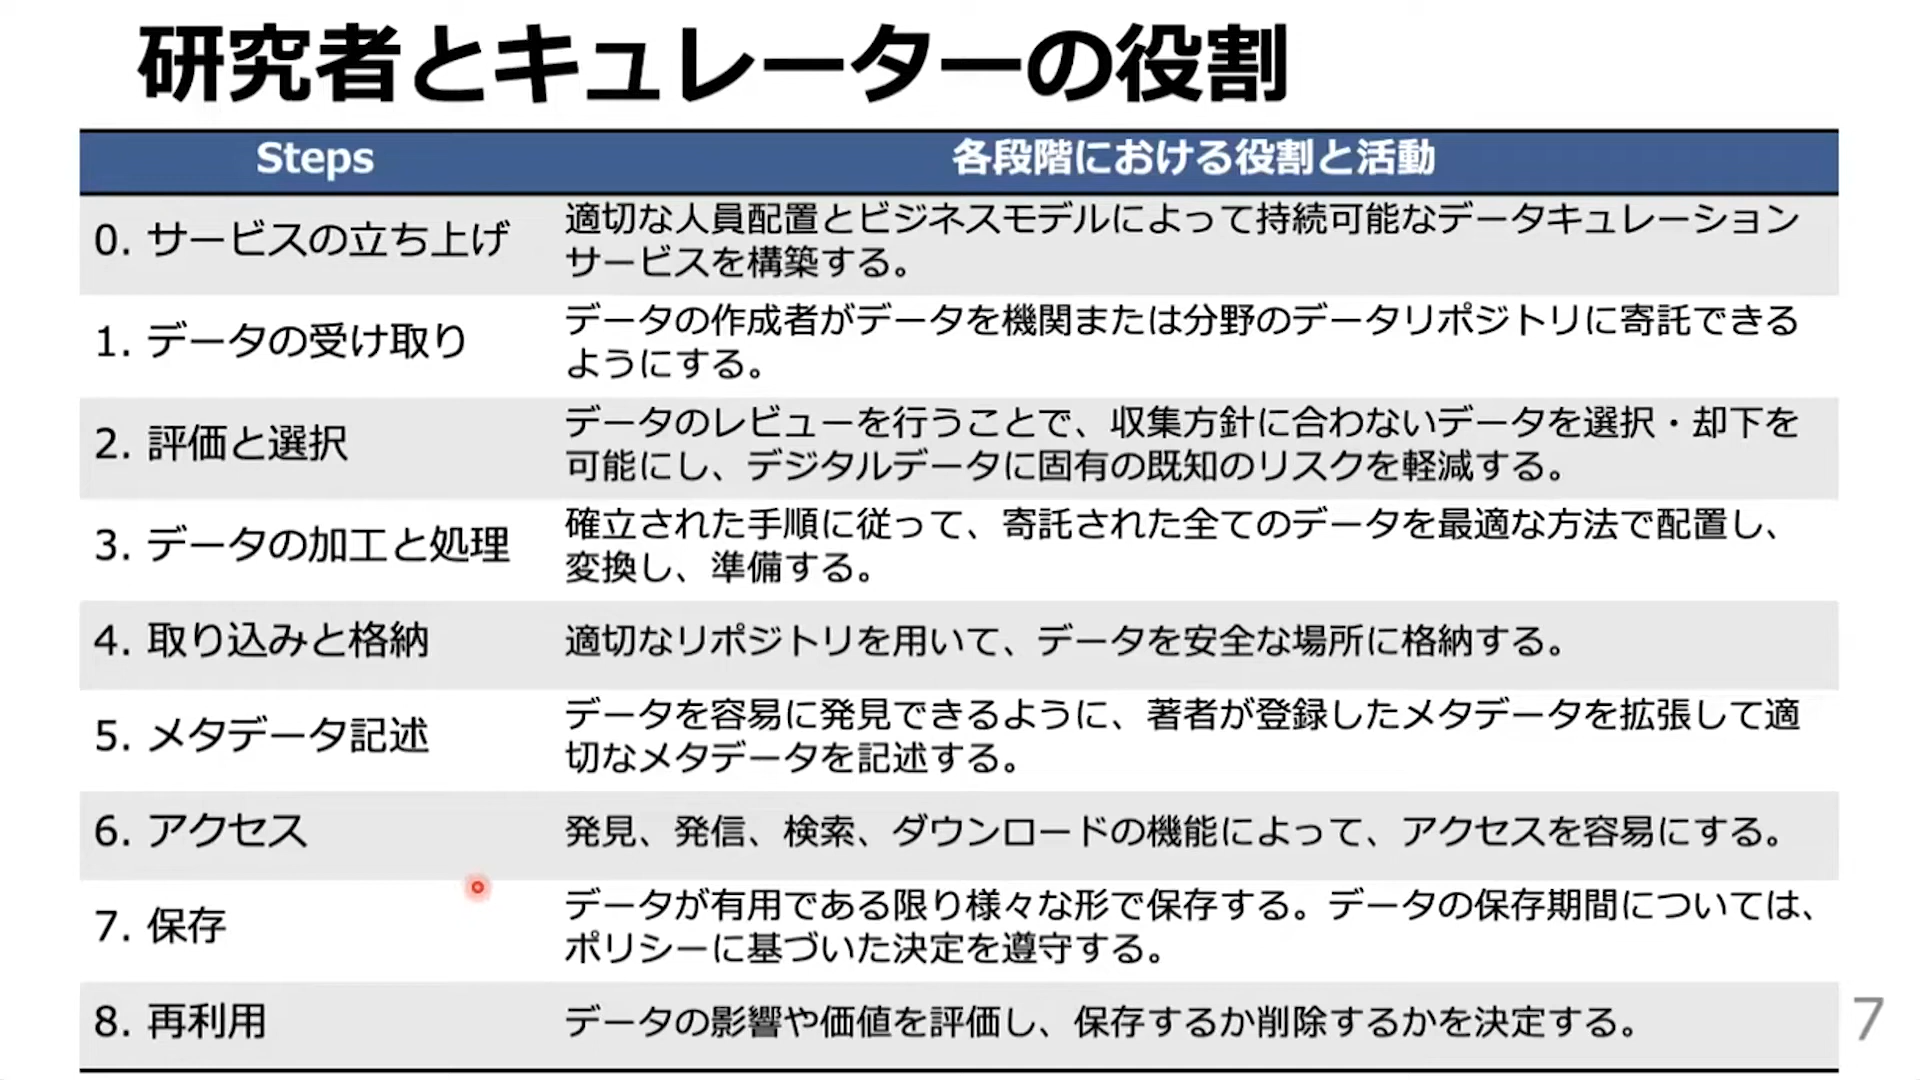 研究者とキュレーターの役割
Steps
各段階における役割と活動
0. サービスの立ち上げ
適切な人員配置とビジネスモデルによって持続可能なデータキュレーション
サービスを構築する。
1. データの受け取り
データの作成者がデータを機関または分野のデータリポジトリに寄託できる
ようにする。
2. 評価と選択
データのレビューを行うことで、収集方針に合わないデータを選択・却下を
可能にし、デジタルデータに固有の既知のリスクを軽減する。
3. データの加工と処理
確立された手順に従って、寄託された全てのデータを最適な方法で配置し、
変換し、準備する。
4. 取り込みと格納
適切なリポジトリを用いて、データを安全な場所に格納する。
5. メタデータ記述
データを容易に発見できるように、著者が登録したメタデータを拡張して適
切なメタデータを記述する。
6. アクセス
発見、発信、検索、ダウンロードの機能によって、アクセスを容易にする。
7. 保存
データが有用である限り様々な形で保存する。データの保存期間については、
ポリシーに基づいた決定を遵守する。
8. 再利用
データの影響や価値を評価し、保存するか削除するかを決定する。
7